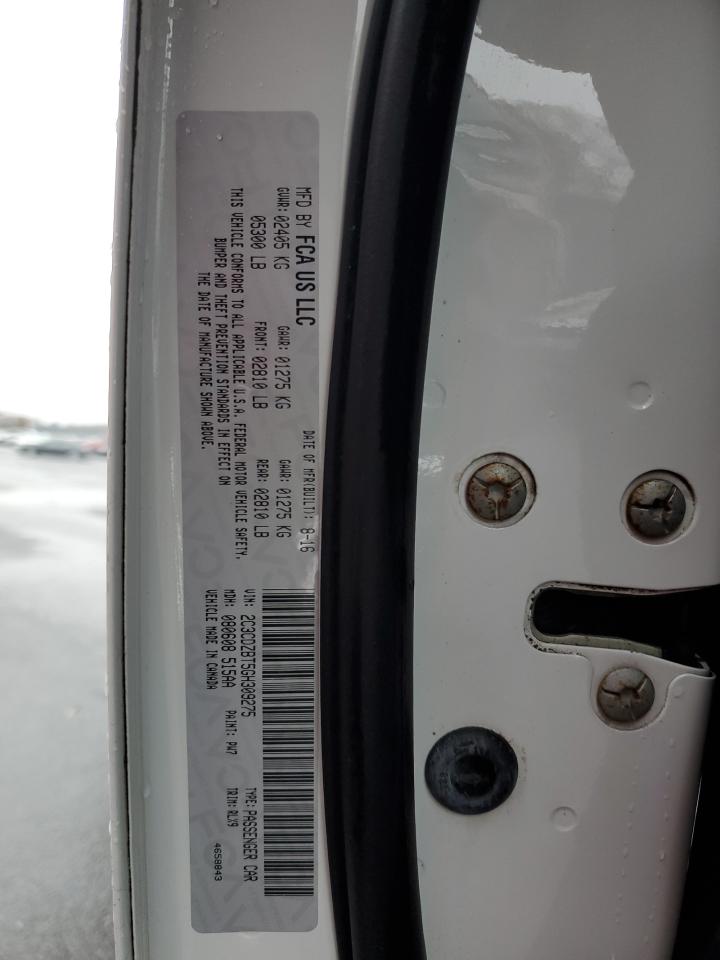 MFD BY FCA US LLC
DATE OF MFR(BUILT): 8-16
GVWR: 02405 KG GAWR: 01275 KG GAWR: 01275 KG
05300 LB FRONT: 02810 LB REAR: 02810 LB
THIS VEHICLE CONFORMS TO ALL APPLICABLE U.S.A. FEDERAL MOTOR VEHICLE SAFETY,
BUMPER AND THEFT PREVENTION STANDARDS IN EFFECT ON
THE DATE OF MANUFACTURE SHOWN ABOVE.
VIN: 2C3CDZBT5GH309275
TYPE: PASSENGER CAR
MDH: 080608 515AA PAINT: PW7 TRIM: RLX9
VEHICLE MADE IN CANADA
4658843